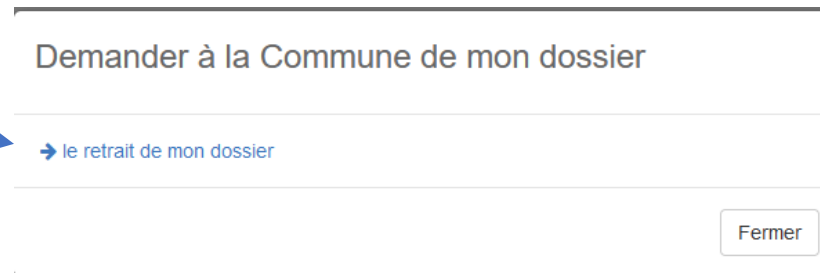 Demander à la Commune de mon dossier
le retrait de mon dossier
Fermer